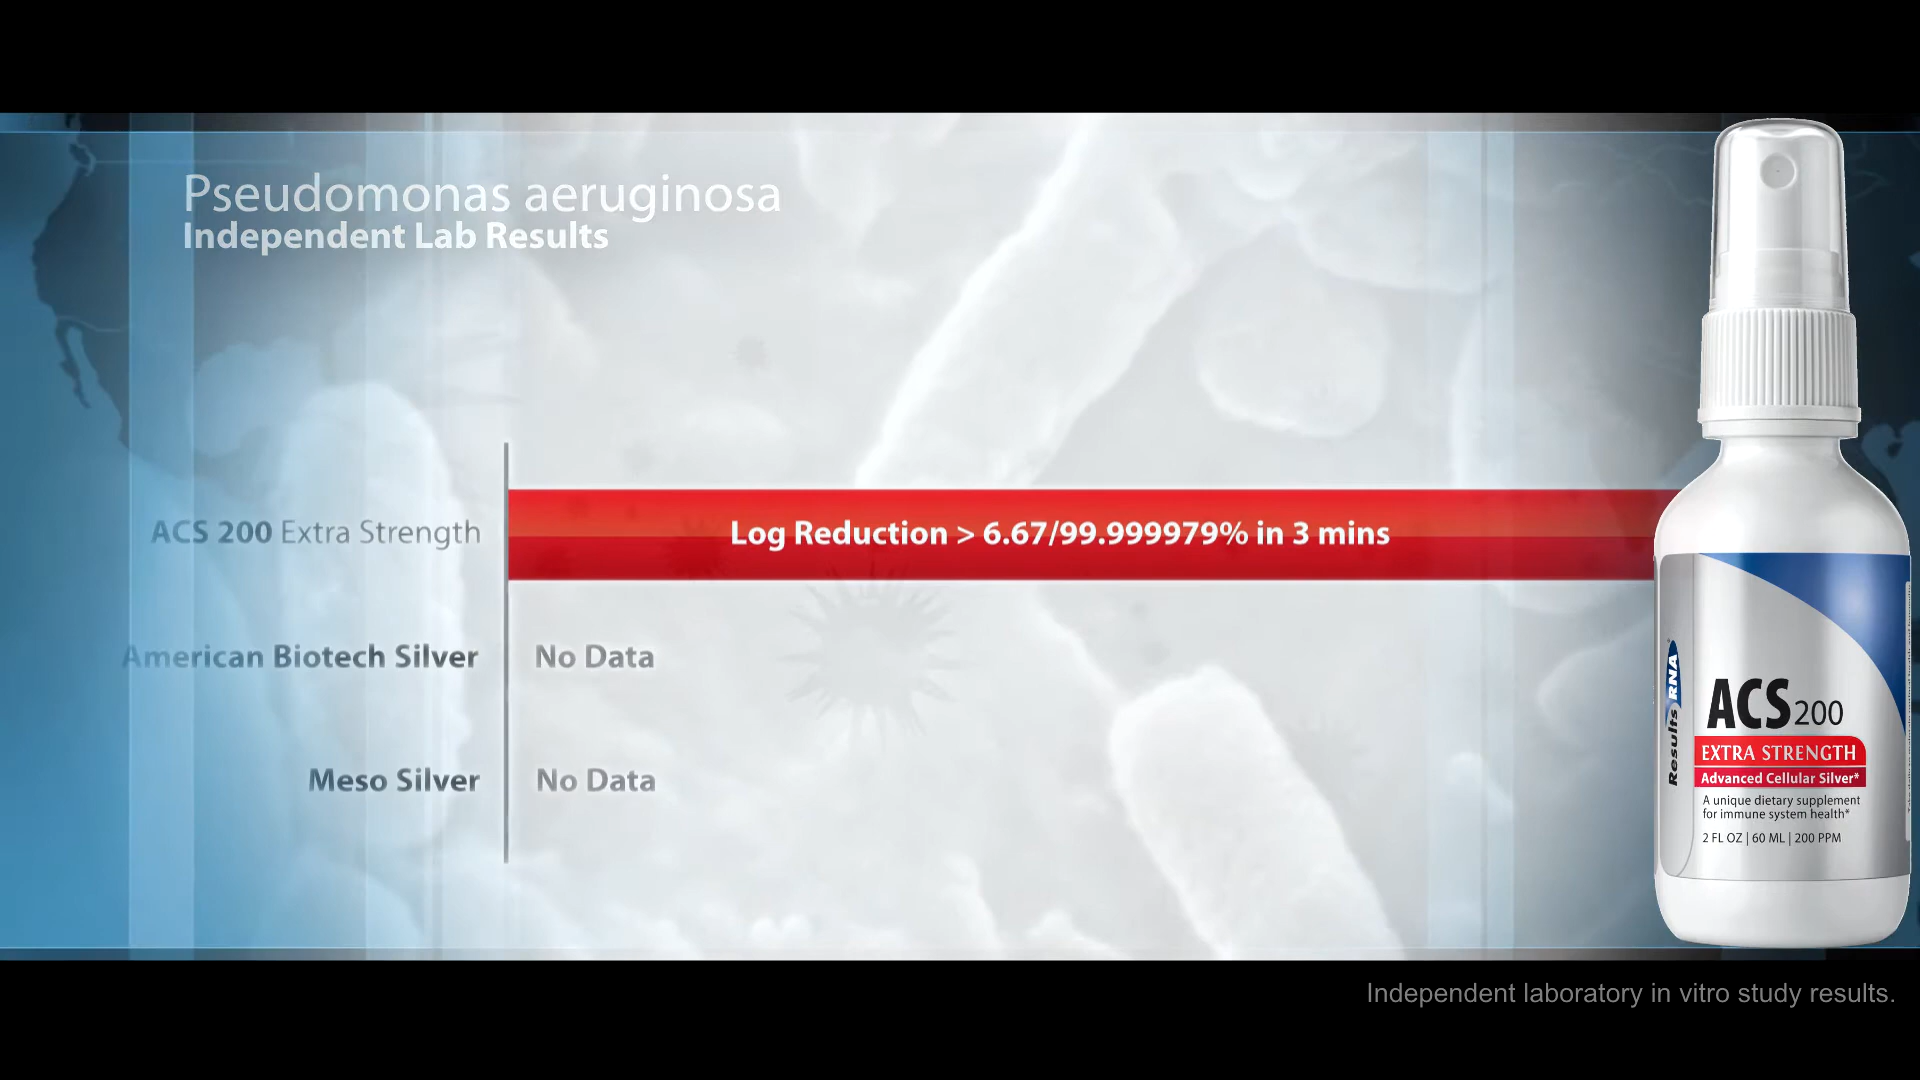 Pseudomonas aeruginosa
Independent Lab Results
ACS 200 Extra Strength
Log Reduction > 6.67/99.999979% in 3 mins
American Biotech Silver
No Data
Meso Silver
No Data
Results RNA
ACS 200
EXTRA STRENGTH
Advanced Cellular Silver*
A unique dietary supplement
for immune system health*
2 FL OZ | 60 ML | 200 PPM
Independent laboratory in vitro study results.